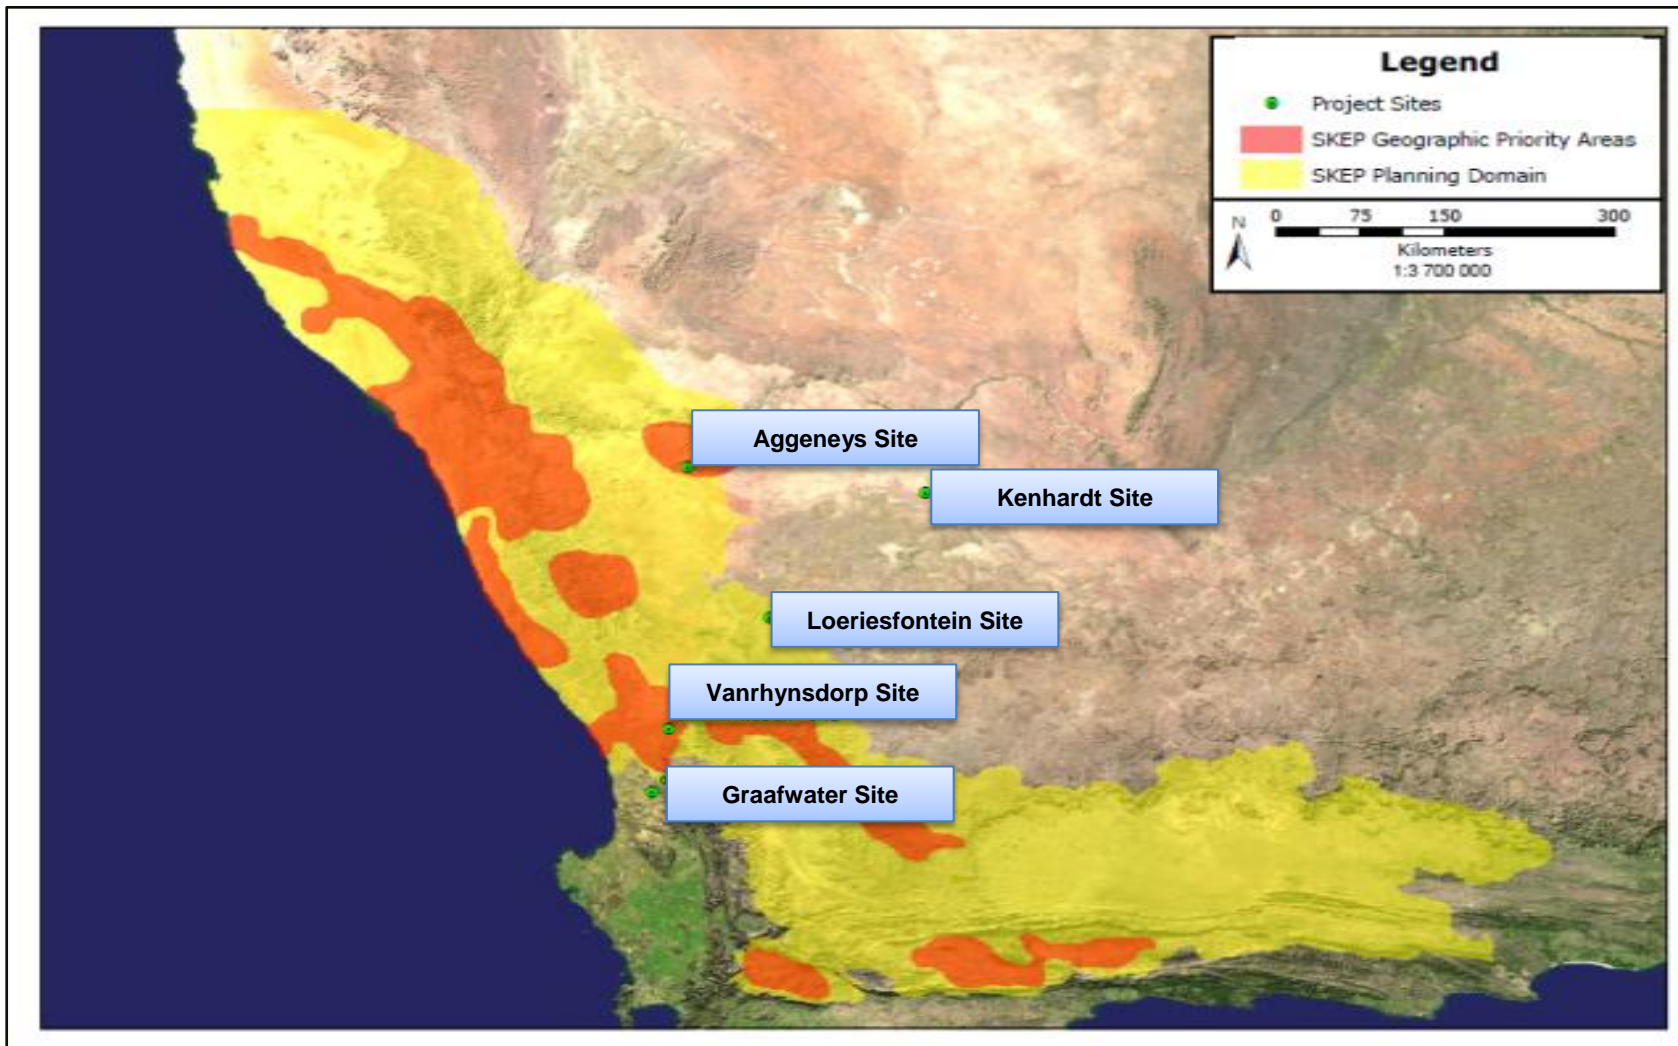 Legend
Project Sites
SKEP Geographic Priority Areas
SKEP Planning Domain
N
0 75 150 300
Kilometers
1:3 700 000
Aggeneys Site
Kenhardt Site
Loeriesfontein Site
Vanrhynsdorp Site
Graafwater Site